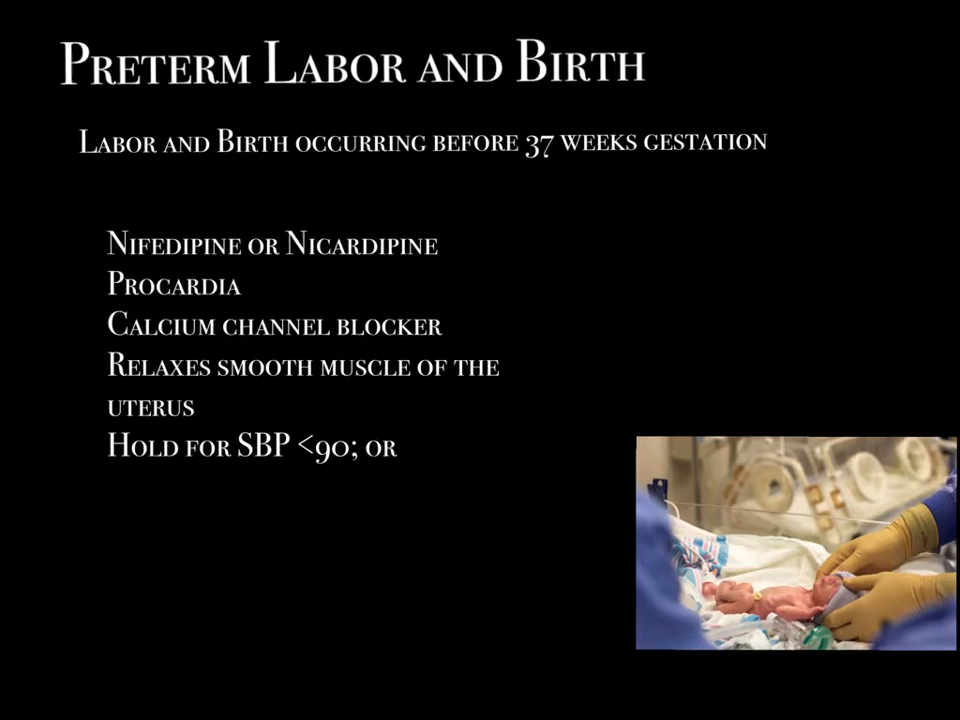 Preterm Labor and Birth
Labor and Birth occurring before 37 weeks gestation
Nifedipine or Nicardipine
Procardia
Calcium channel blocker
Relaxes smooth muscle of the
uterus
Hold for SBP <90; or